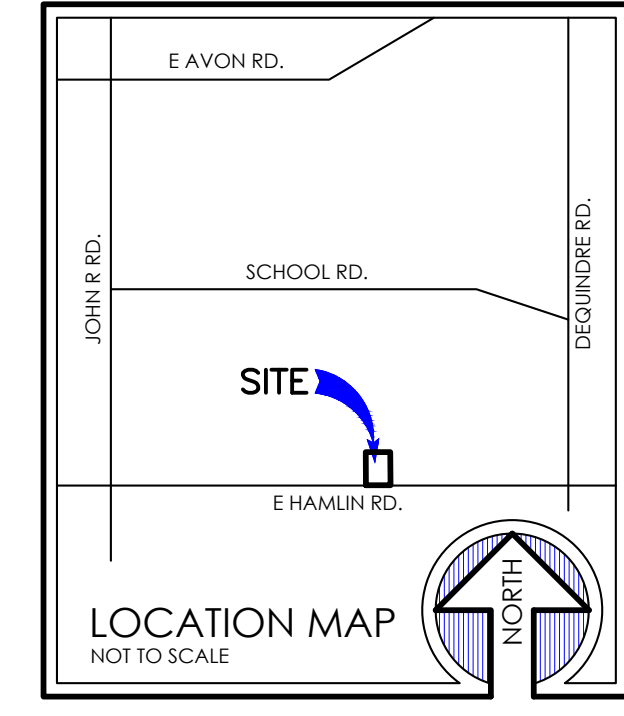 E AVON RD.
JOHN R RD.
DEQUINDRE RD.
SCHOOL RD.
SITE
E HAMLIN RD.
NORTH
LOCATION MAP
NOT TO SCALE